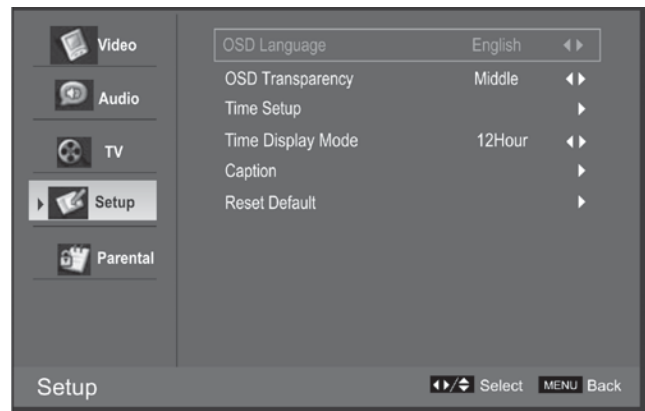 Video
Audio
TV
Setup
Parental
OSD Language English
OSD Transparency Middle
Time Setup
Time Display Mode 12Hour
Caption
Reset Default
Setup
Select MENU Back